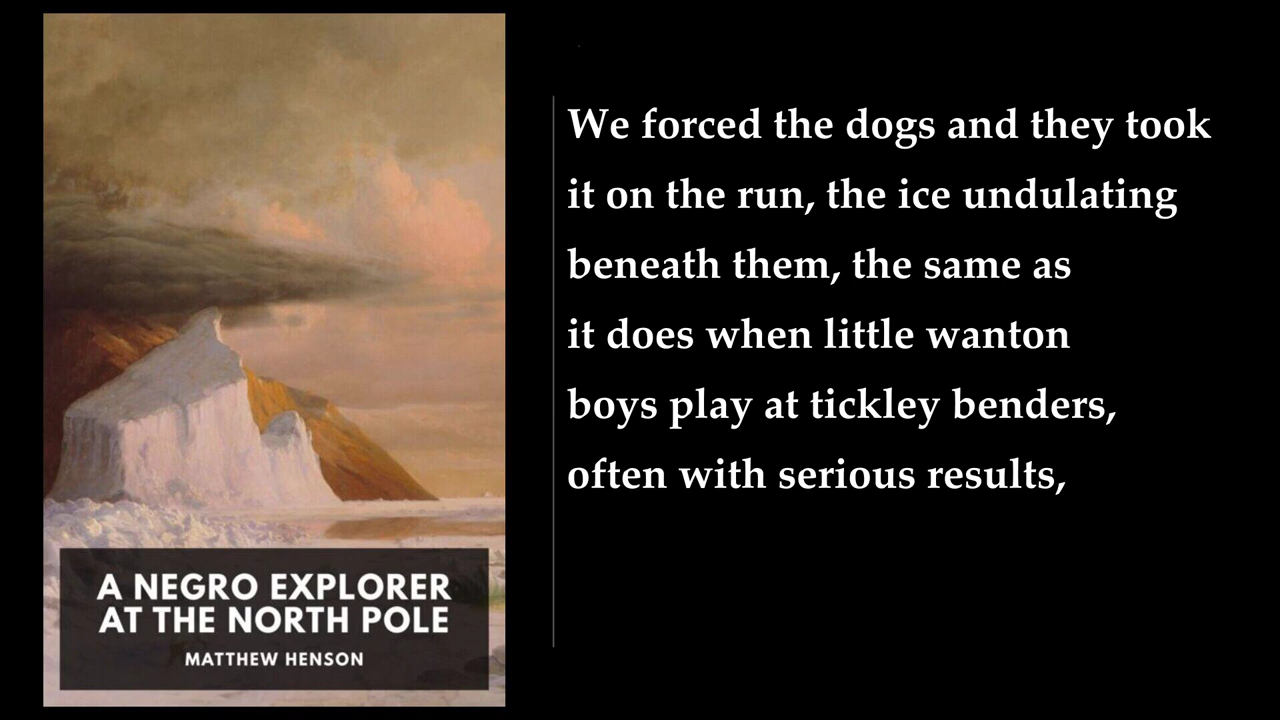 We forced the dogs and they took
it on the run, the ice undulating
beneath them, the same as
it does when little wanton
boys play at tickley benders,
often with serious results,
A NEGRO EXPLORER
AT THE NORTH POLE
MATTHEW HENSON